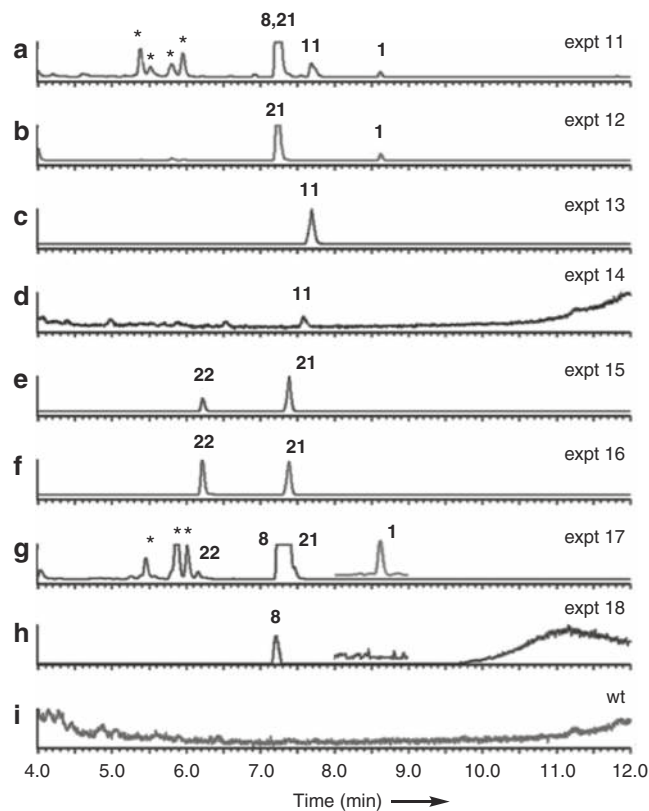 a * * * * 8,21 11 1 expt 11
b 21 1 expt 12
c 11 expt 13
d 11 expt 14
e 22 21 expt 15
f 22 21 expt 16
g * ** 22 8 21 1 expt 17
h 8 expt 18
i wt
4.0 5.0 6.0 7.0 8.0 9.0 10.0 11.0 12.0
Time (min)